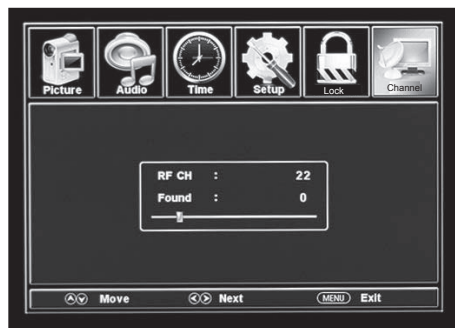 Picture Audio Time Setup Lock Channel
RF CH : 22
Found : 0
Move Next MENU Exit